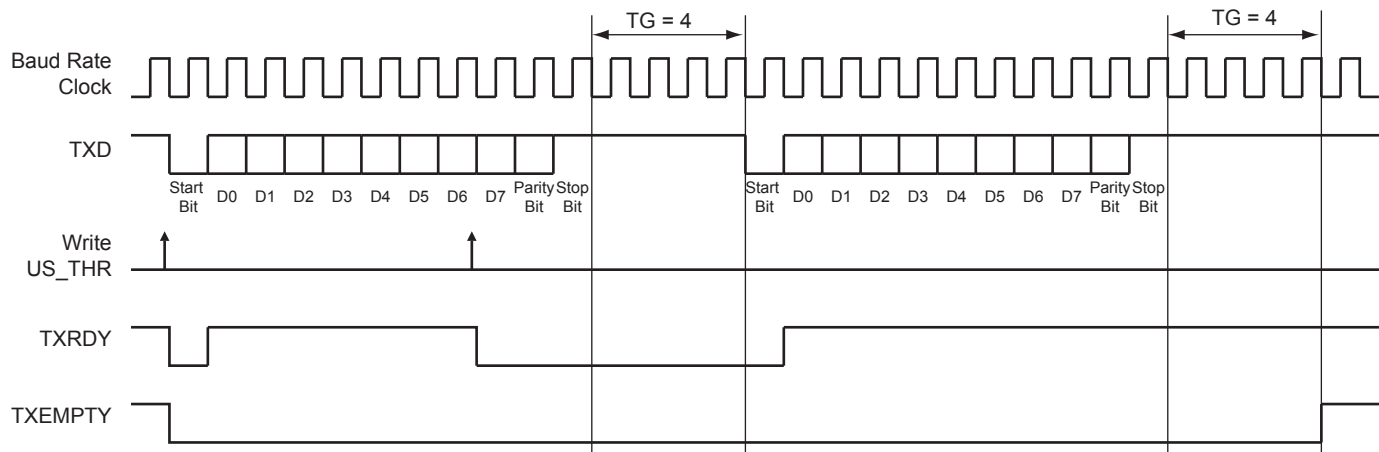 TG = 4
TG = 4
Baud Rate
Clock
TXD
Start
Bit
D0
D1
D2
D3
D4
D5
D6
D7
Parity
Bit
Stop
Bit
Start
Bit
D0
D1
D2
D3
D4
D5
D6
D7
Parity
Bit
Stop
Bit
Write
US_THR
TXRDY
TXEMPTY